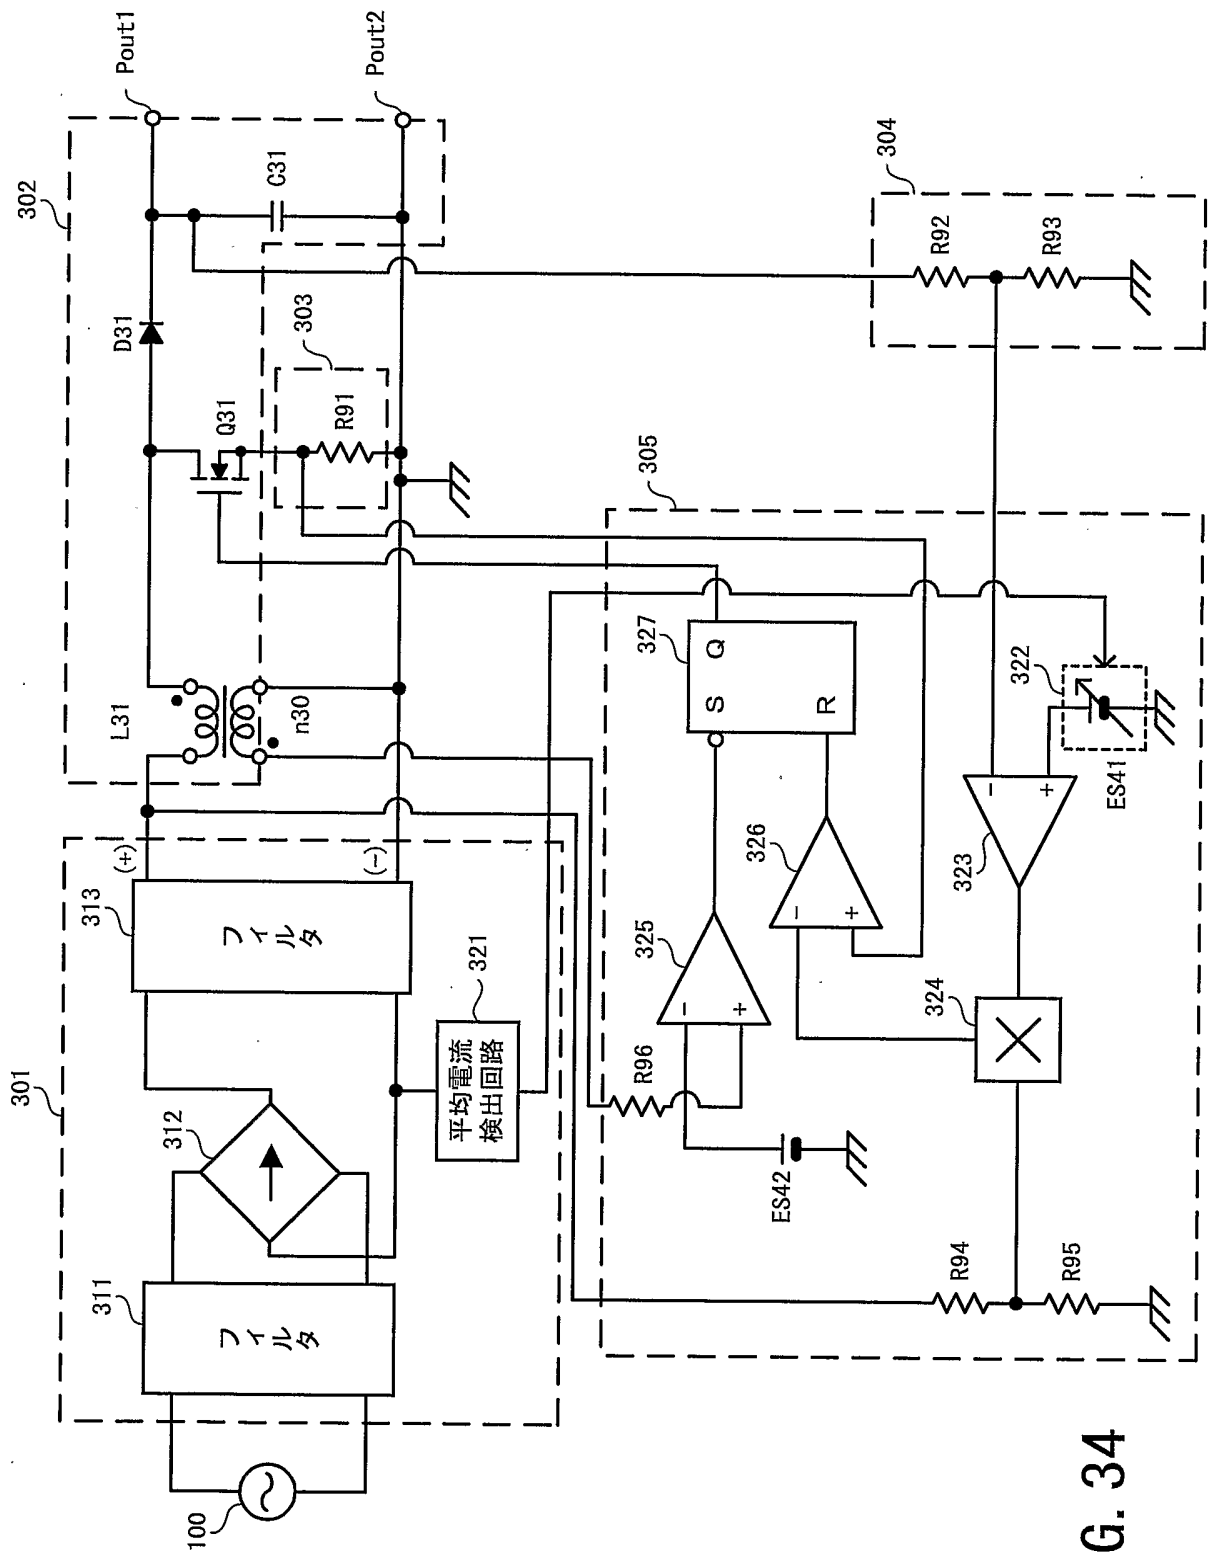 301
302
Pout1
Pout2
100
311
フィルタ
312
313
フィルタ
(+)
(-)
L31
n30
D31
Q31
C31
303
R91
321
平均電流
検出回路
304
R92
R93
305
R96
ES42
325
-
+
326
-
+
327
S
Q
R
R94
R95
324
323
-
+
322
ES41
G. 34